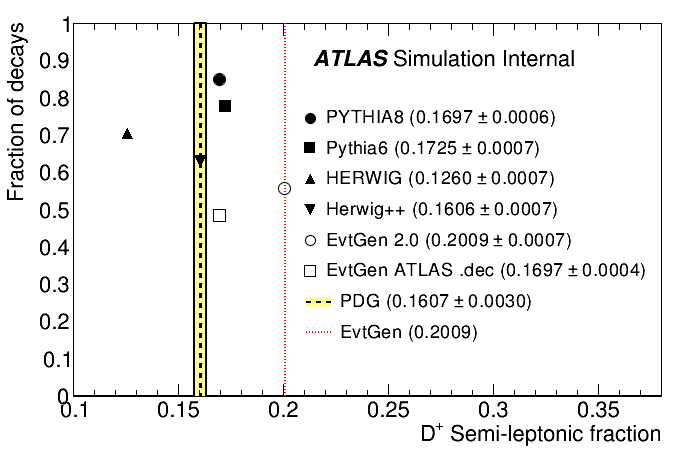 Fraction of decays
1
0.9
0.8
0.7
0.6
0.5
0.4
0.3
0.2
0.1
0
0.1
0.15
0.2
0.25
0.3
0.35
D⁺ Semi-leptonic fraction
ATLAS Simulation Internal
PYTHIA8 (0.1697 ± 0.0006)
Pythia6 (0.1725 ± 0.0007)
HERWIG (0.1260 ± 0.0007)
Herwig++ (0.1606 ± 0.0007)
EvtGen 2.0 (0.2009 ± 0.0007)
EvtGen ATLAS .dec (0.1697 ± 0.0004)
PDG (0.1607 ± 0.0030)
EvtGen (0.2009)